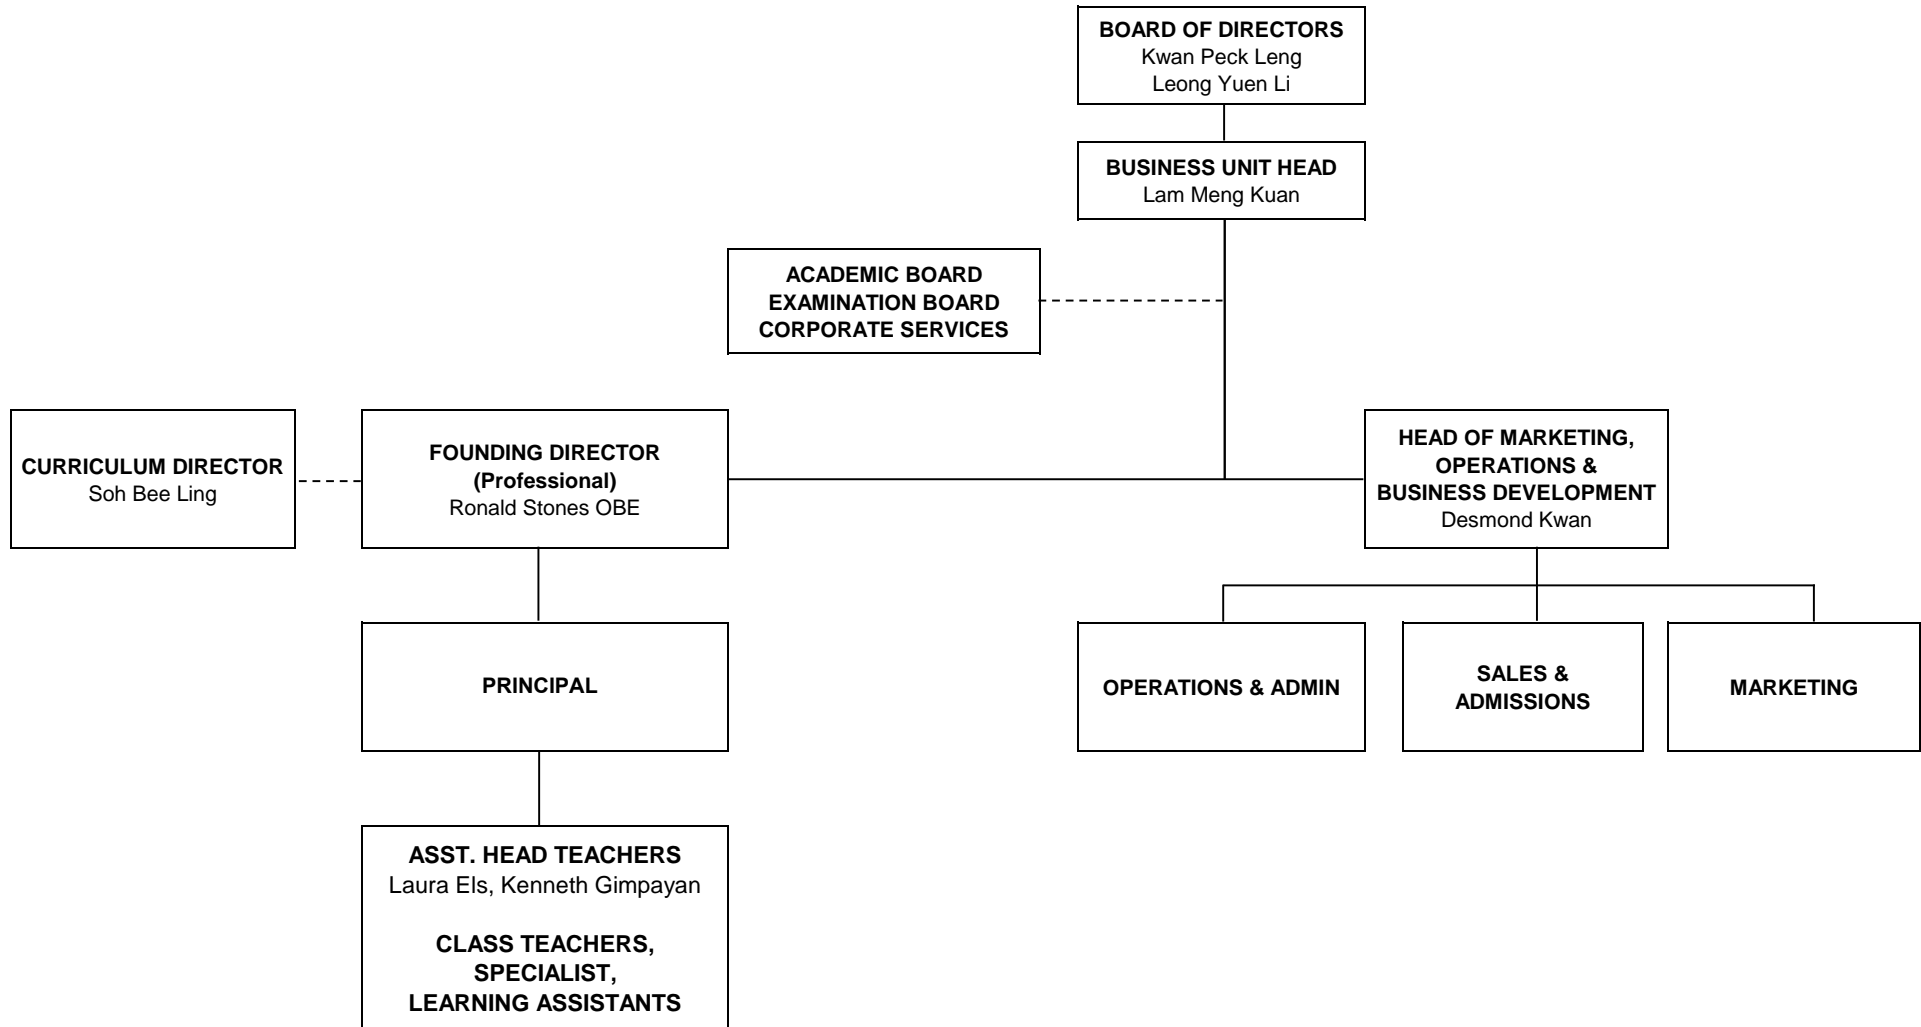 BOARD OF DIRECTORS
Kwan Peck Leng
Leong Yuen Li
BUSINESS UNIT HEAD
Lam Meng Kuan
ACADEMIC BOARD
EXAMINATION BOARD
CORPORATE SERVICES
CURRICULUM DIRECTOR
Soh Bee Ling
FOUNDING DIRECTOR
(Professional)
Ronald Stones OBE
HEAD OF MARKETING,
OPERATIONS &
BUSINESS DEVELOPMENT
Desmond Kwan
PRINCIPAL
OPERATIONS & ADMIN
SALES &
ADMISSIONS
MARKETING
ASST. HEAD TEACHERS
Laura Els, Kenneth Gimpayan
CLASS TEACHERS,
SPECIALIST,
LEARNING ASSISTANTS